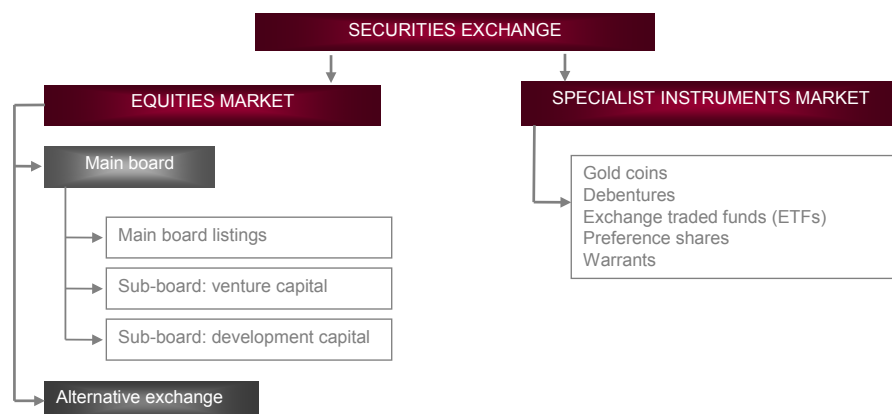 SECURITIES EXCHANGE
EQUITIES MARKET
Main board
Main board listings
Sub-board: venture capital
Sub-board: development capital
Alternative exchange
SPECIALIST INSTRUMENTS MARKET
Gold coins
Debentures
Exchange traded funds (ETFs)
Preference shares
Warrants